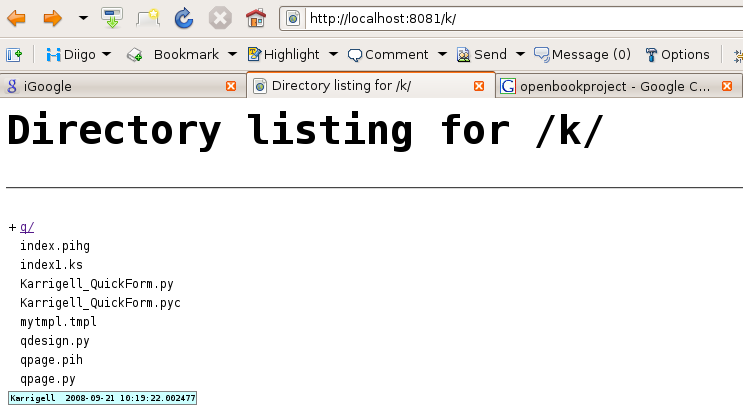 http://localhost:8081/k/
Diigo Bookmark Highlight Comment Send Message (0) Options
iGoogle Directory listing for /k/ openbookproject - Google C...
Directory listing for /k/
+ q/
index.pihg
index1.ks
Karrigell_QuickForm.py
Karrigell_QuickForm.pyc
mytmpl.tmpl
qdesign.py
qpage.pih
qpage.py
Karrigell 2008-09-21 10:19:22.002477